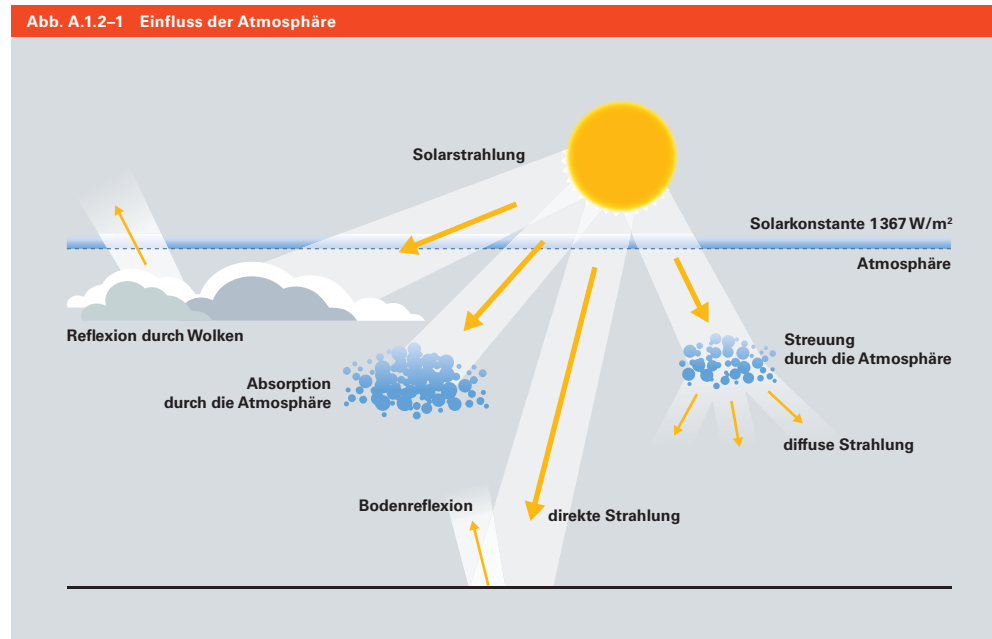 Abb. A.1.2–1 Einfluss der Atmosphäre
Solarstrahlung
Solarkonstante 1367 W/m²
Atmosphäre
Reflexion durch Wolken
Streuung
durch die Atmosphäre
Absorption
durch die Atmosphäre
diffuse Strahlung
Bodenreflexion
direkte Strahlung